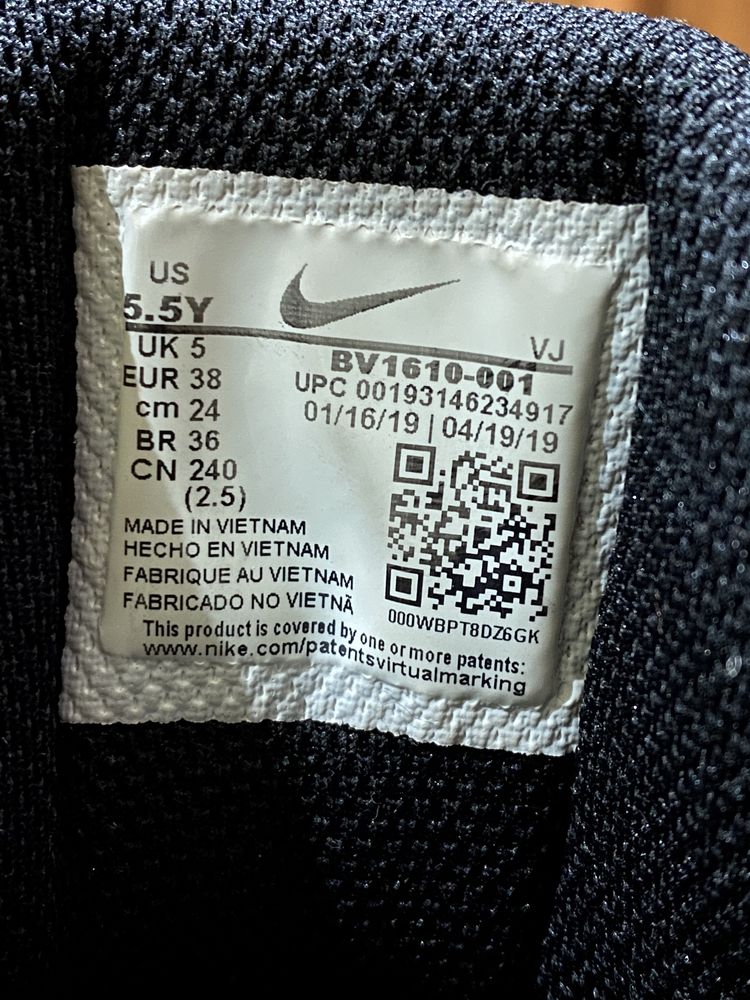 US
5.5Y
UK 5
EUR 38
cm 24
BR 36
CN 240
(2.5)
VJ
BV1610-001
UPC 00193146234917
01/16/19 | 04/19/19
000WBPT8DZ6GK
MADE IN VIETNAM
HECHO EN VIETNAM
FABRIQUE AU VIETNAM
FABRICADO NO VIETNÃ
This product is covered by one or more patents:
www.nike.com/patentsvirtualmarking